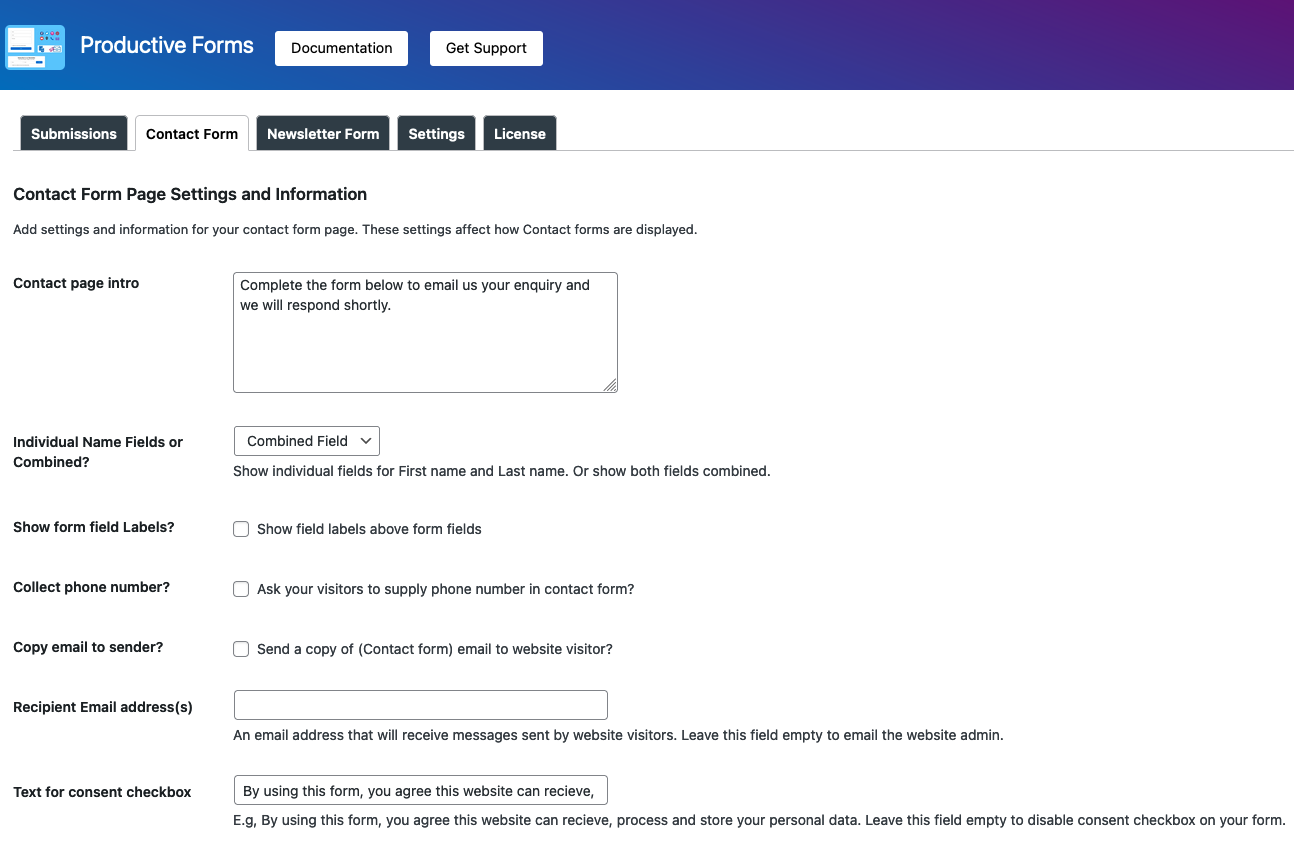 Productive Forms
Documentation
Get Support
Submissions
Contact Form
Newsletter Form
Settings
License
Contact Form Page Settings and Information
Add settings and information for your contact form page. These settings affect how Contact forms are displayed.
Contact page intro
Complete the form below to email us your enquiry and
we will respond shortly.
Individual Name Fields or
Combined?
Combined Field
Show individual fields for First name and Last name. Or show both fields combined.
Show form field Labels?
Show field labels above form fields
Collect phone number?
Ask your visitors to supply phone number in contact form?
Copy email to sender?
Send a copy of (Contact form) email to website visitor?
Recipient Email address(s)
An email address that will receive messages sent by website visitors. Leave this field empty to email the website admin.
Text for consent checkbox
By using this form, you agree this website can recieve,
E.g, By using this form, you agree this website can recieve, process and store your personal data. Leave this field empty to disable consent checkbox on your form.